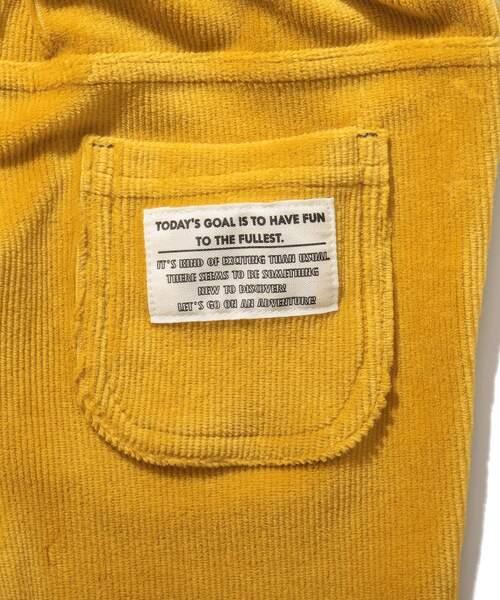 TODAY'S GOAL IS TO HAVE FUN
TO THE FULLEST.
IT'S KIND OF EXCITING THAN USUAL.
THERE SEEMS TO BE SOMETHING
NEW TO DISCOVER!
LET'S GO ON AN ADVENTURE!